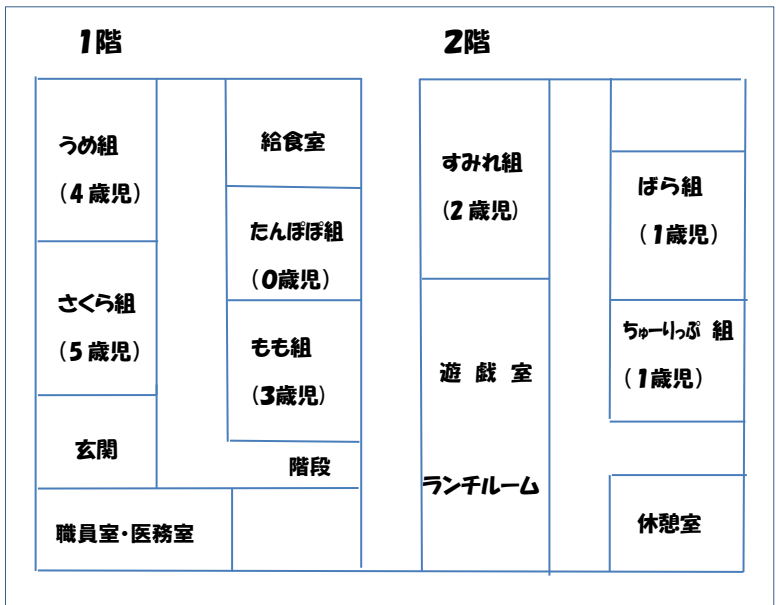 1階
うめ組
(4歳児)
さくら組
(5歳児)
玄関
職員室・医務室
給食室
たんぽぽ組
(0歳児)
もも組
(3歳児)
階段
2階
すみれ組
(2歳児)
遊戯室
ランチルーム
ばら組
(1歳児)
ちゅーりっぷ 組
(1歳児)
休憩室